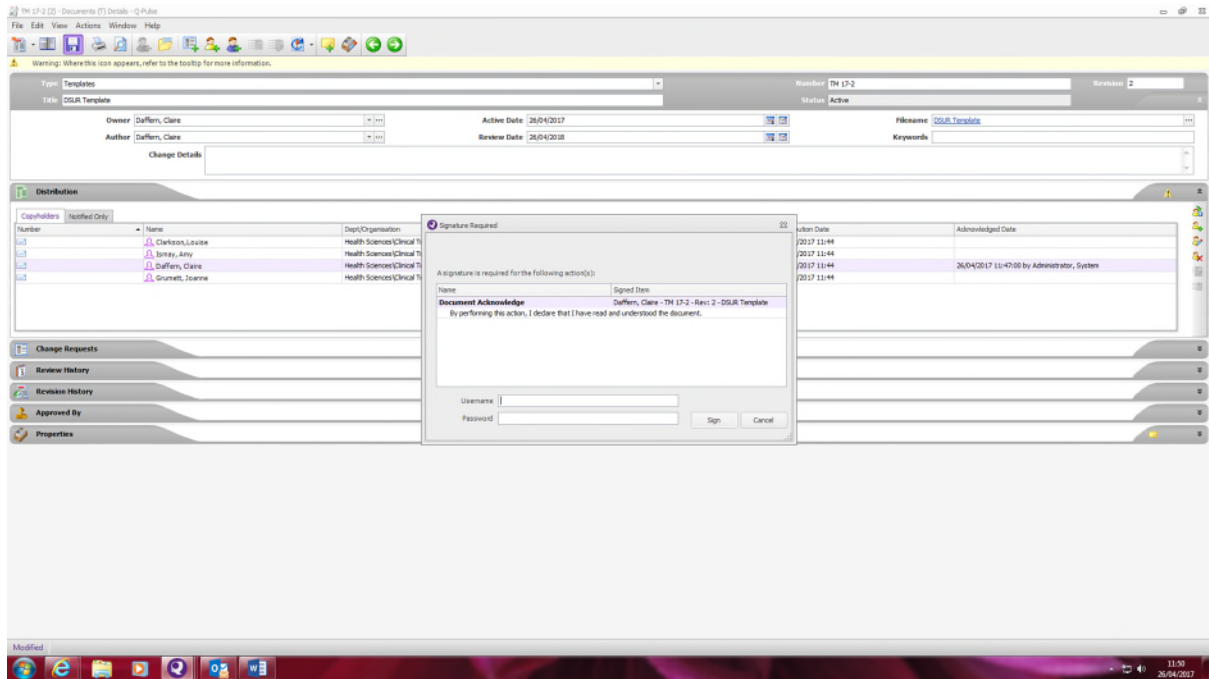 TM 17-2 (2) - Documents (T) Details - Q-Pulse
File Edit View Actions Window Help
Warning: Where this icon appears, refer to the tooltip for more information.
Type Templates Number TM 17-2 Revision 2
Title DSUR Template Status Active
Owner Daffern, Claire Active Date 26/04/2017 Filename DSUR Template
Author Daffern, Claire Review Date 26/04/2018 Keywords
Change Details
Distribution
Copyholders Notified Only
Number Name Dept/Organisation ution Date Acknowledged Date
Clarkson, Louise Health Sciences\Clinical Tr /2017 11:44
Ismay, Amy Health Sciences\Clinical Tr /2017 11:44
Daffern, Claire Health Sciences\Clinical Tr /2017 11:44 26/04/2017 11:47:00 by Administrator, System
Grumett, Joanne Health Sciences\Clinical Tr /2017 11:44
Signature Required
A signature is required for the following action(s):
Name Signed Item
Document Acknowledge Daffern, Claire - TM 17-2 - Rev: 2 - DSUR Template
By performing this action, I declare that I have read and understood the document.
Username
Password Sign Cancel
Change Requests
Review History
Revision History
Approved By
Properties
Modified
11:50
26/04/2017